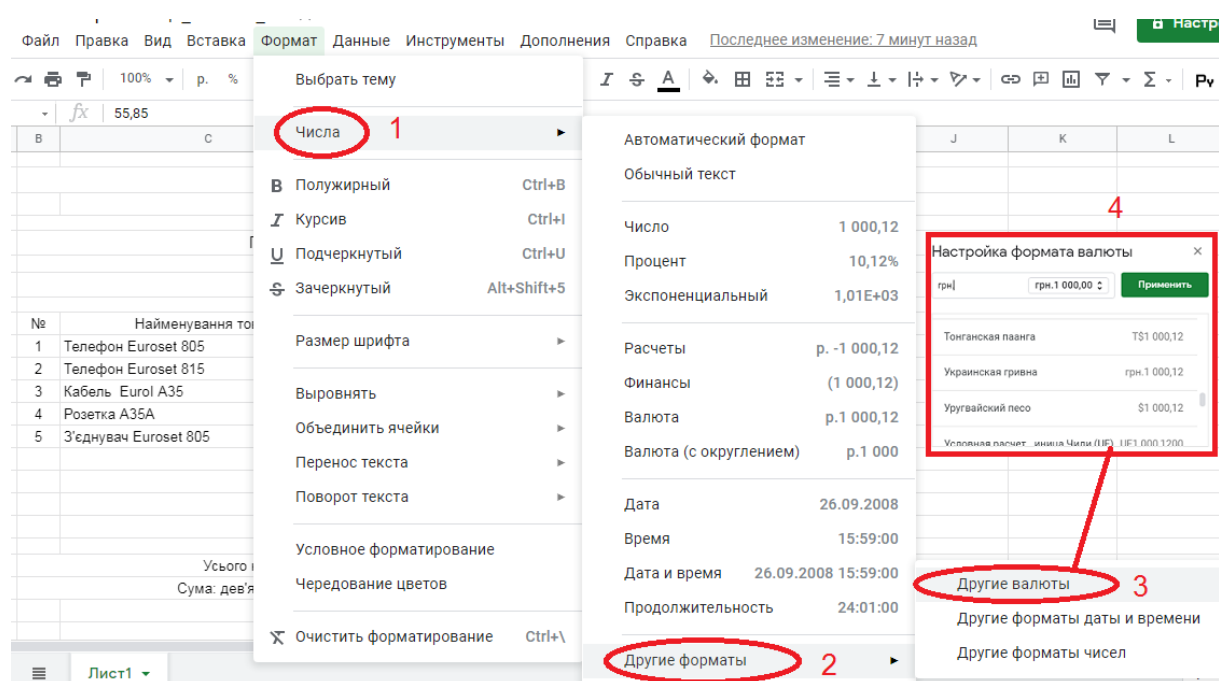 Файл Правка Вид Вставка Формат Данные Инструменты Дополнения Справка Последнее изменение: 7 минут назад
100% р. %
fx 55,85
B C J K L
№ Найменування
1 Телефон Euroset 805
2 Телефон Euroset 815
3 Кабель Eurol A35
4 Розетка A35A
5 З'єднувач Euroset 805
Усього
Сума:
Лист1
Выбрать тему
Числа 1
B Полужирный Ctrl+B
I Курсив Ctrl+I
U Подчеркнутый Ctrl+U
S Зачеркнутый Alt+Shift+5
Размер шрифта
Выровнять
Объединить ячейки
Перенос текста
Поворот текста
Условное форматирование
Чередование цветов
Очистить форматирование Ctrl+\
Автоматический формат
Обычный текст
Число 1 000,12
Процент 10,12%
Экспоненциальный 1,01E+03
Расчеты р. -1 000,12
Финансы (1 000,12)
Валюта р.1 000,12
Валюта (с округлением) р.1 000
Дата 26.09.2008
Время 15:59:00
Дата и время 26.09.2008 15:59:00
Продолжительность 24:01:00
Другие форматы 2
Другие валюты 3
Другие форматы даты и времени
Другие форматы чисел
4
Настройка формата валюты ×
грн грн.1 000,00 Применить
Тонганская паанга T$1 000,12
Украинская гривна грн.1 000,12
Уругвайский песо $1 000,12